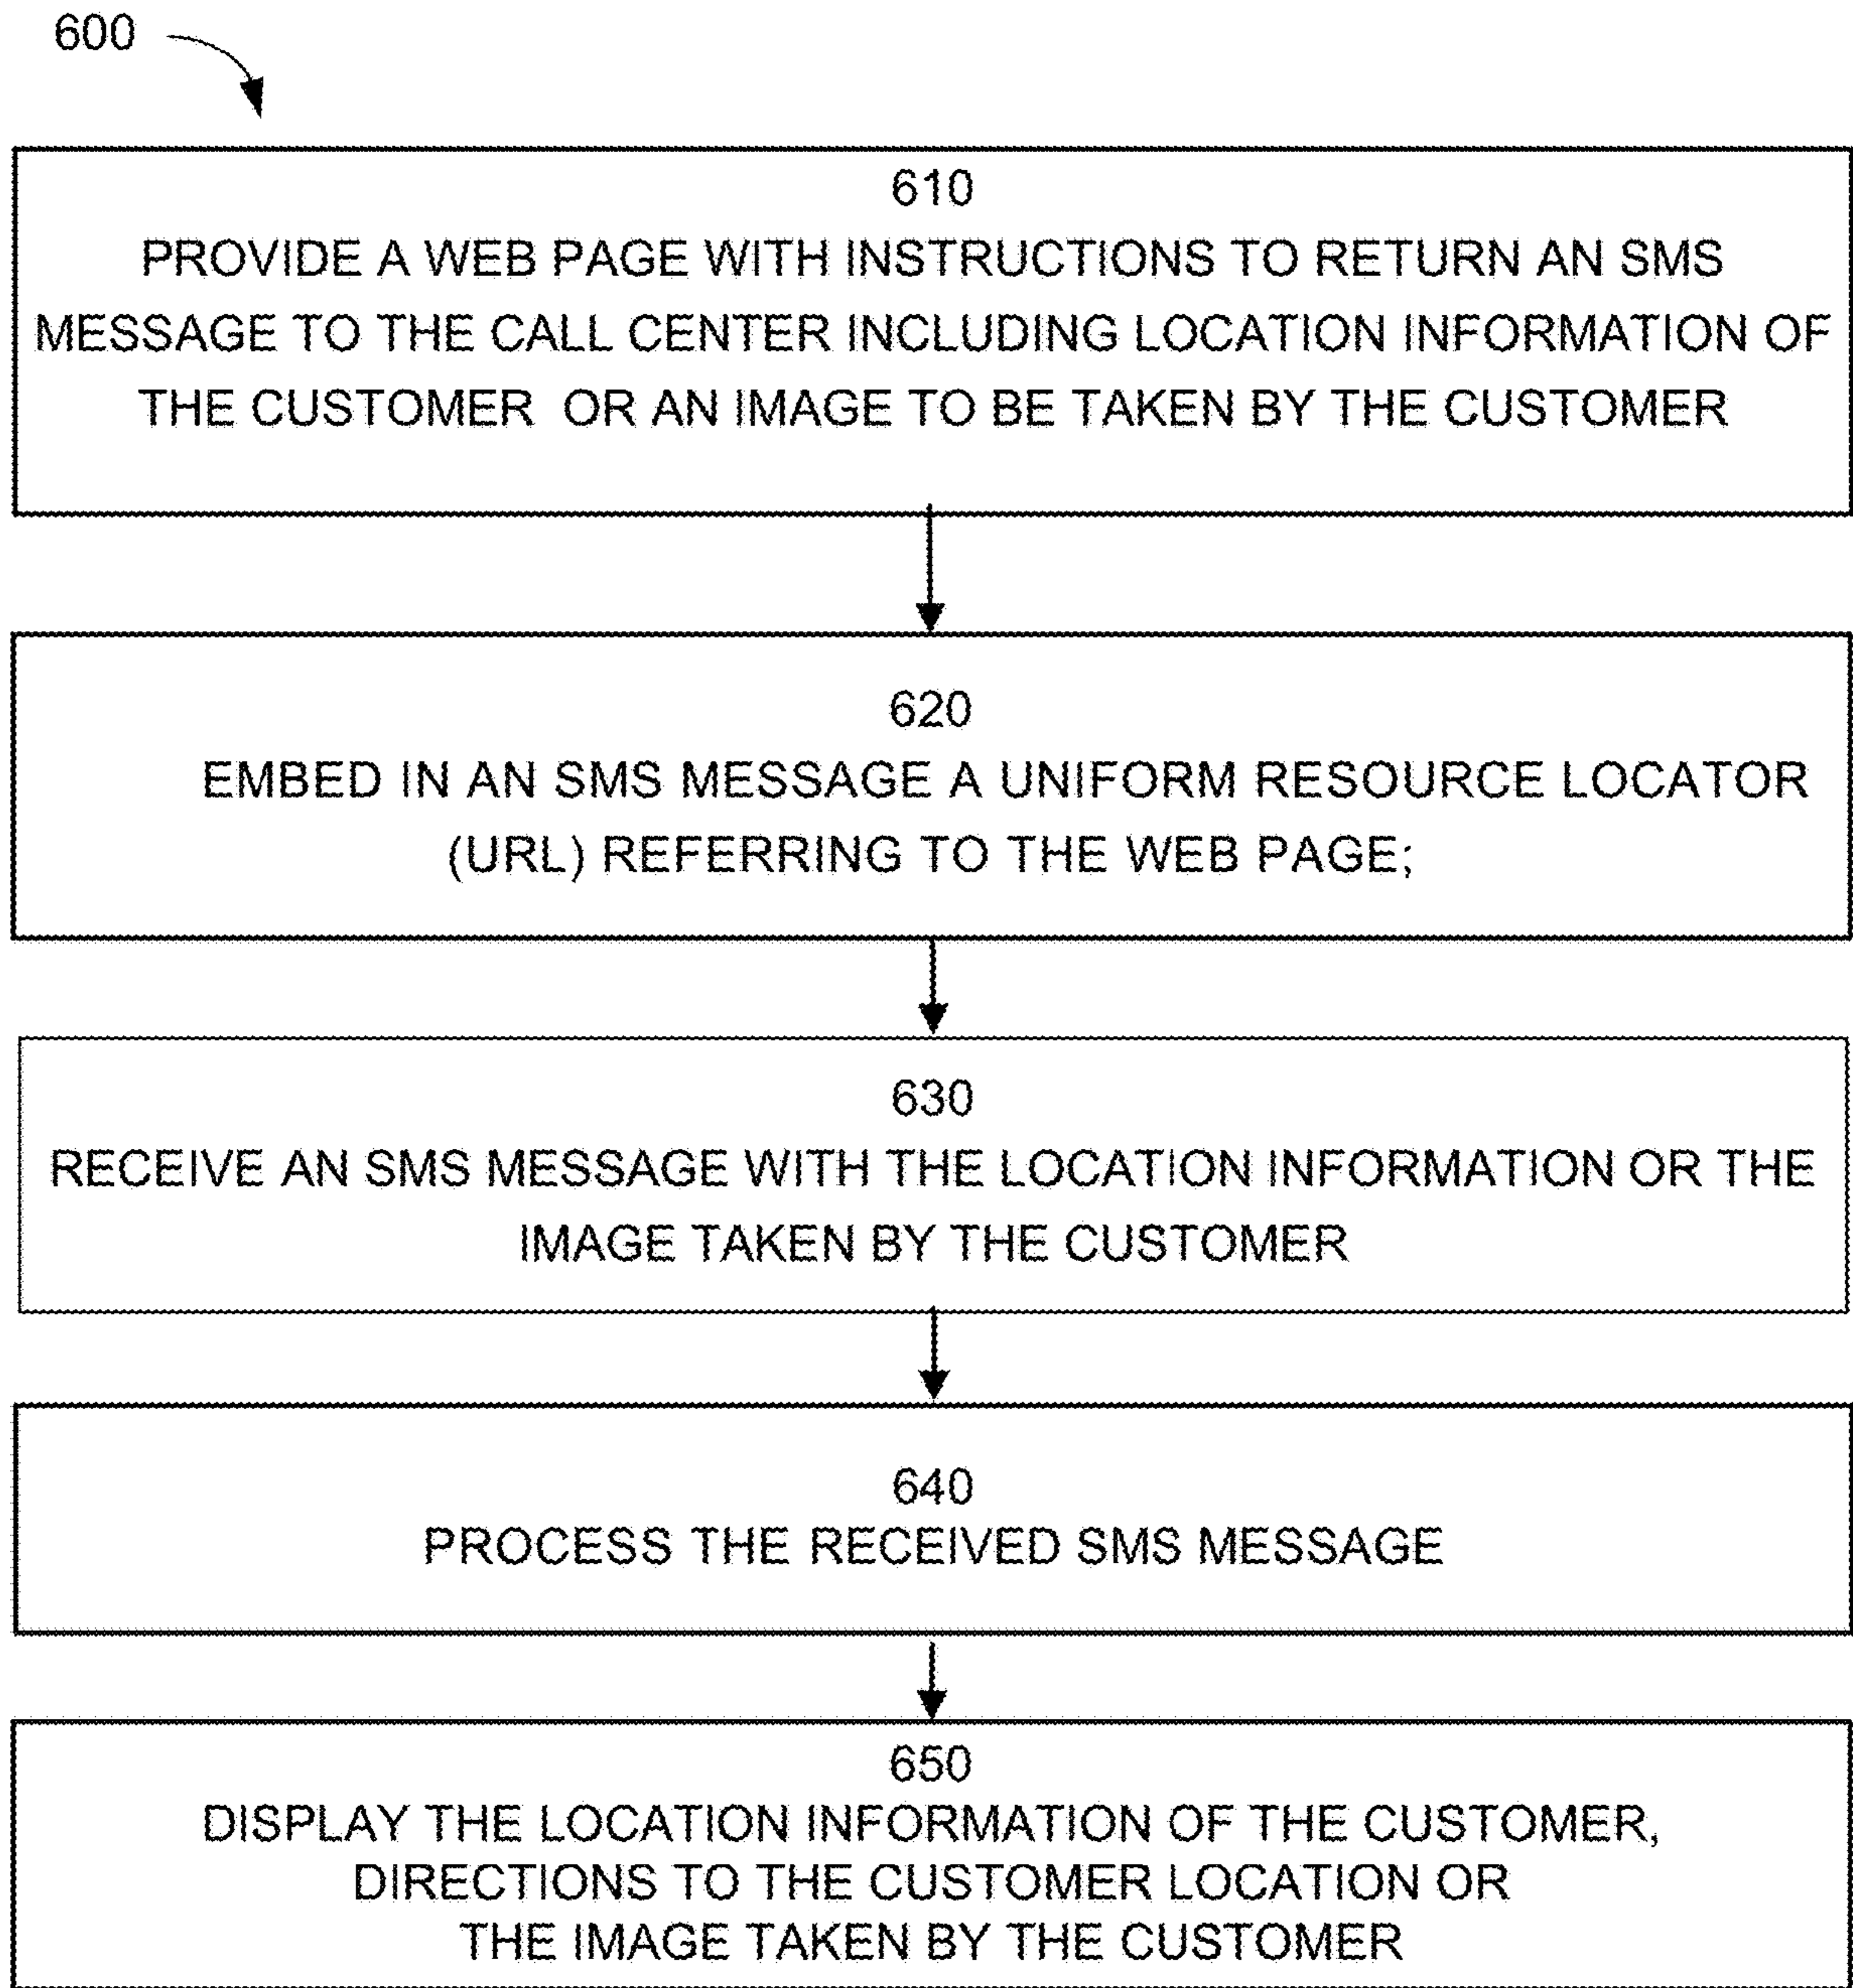 600
610
PROVIDE A WEB PAGE WITH INSTRUCTIONS TO RETURN AN SMS
MESSAGE TO THE CALL CENTER INCLUDING LOCATION INFORMATION OF
THE CUSTOMER OR AN IMAGE TO BE TAKEN BY THE CUSTOMER
620
EMBED IN AN SMS MESSAGE A UNIFORM RESOURCE LOCATOR
(URL) REFERRING TO THE WEB PAGE;
630
RECEIVE AN SMS MESSAGE WITH THE LOCATION INFORMATION OR THE
IMAGE TAKEN BY THE CUSTOMER
640
PROCESS THE RECEIVED SMS MESSAGE
650
DISPLAY THE LOCATION INFORMATION OF THE CUSTOMER,
DIRECTIONS TO THE CUSTOMER LOCATION OR
THE IMAGE TAKEN BY THE CUSTOMER